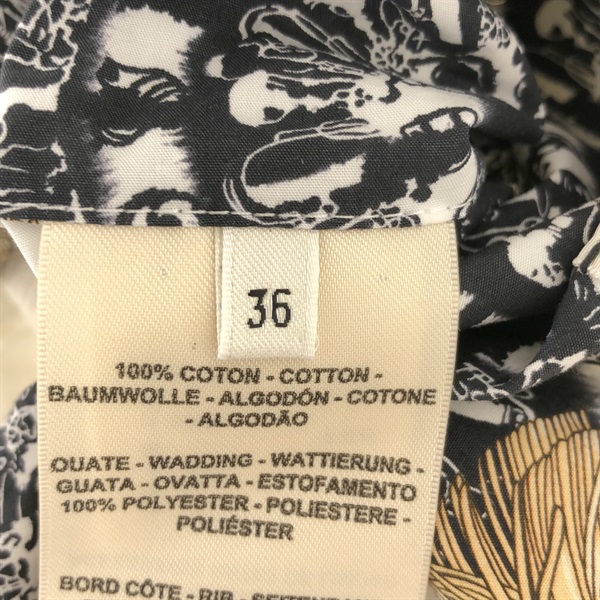 36
100% COTON - COTTON -
BAUMWOLLE - ALGODÓN - COTONE
- ALGODÃO
OUATE - WADDING - WATTIERUNG -
GUATA - OVATTA - ESTOFAMENTO
100% POLYESTER - POLIESTERE -
POLIÉSTER
BORD CÔTE - RIB -